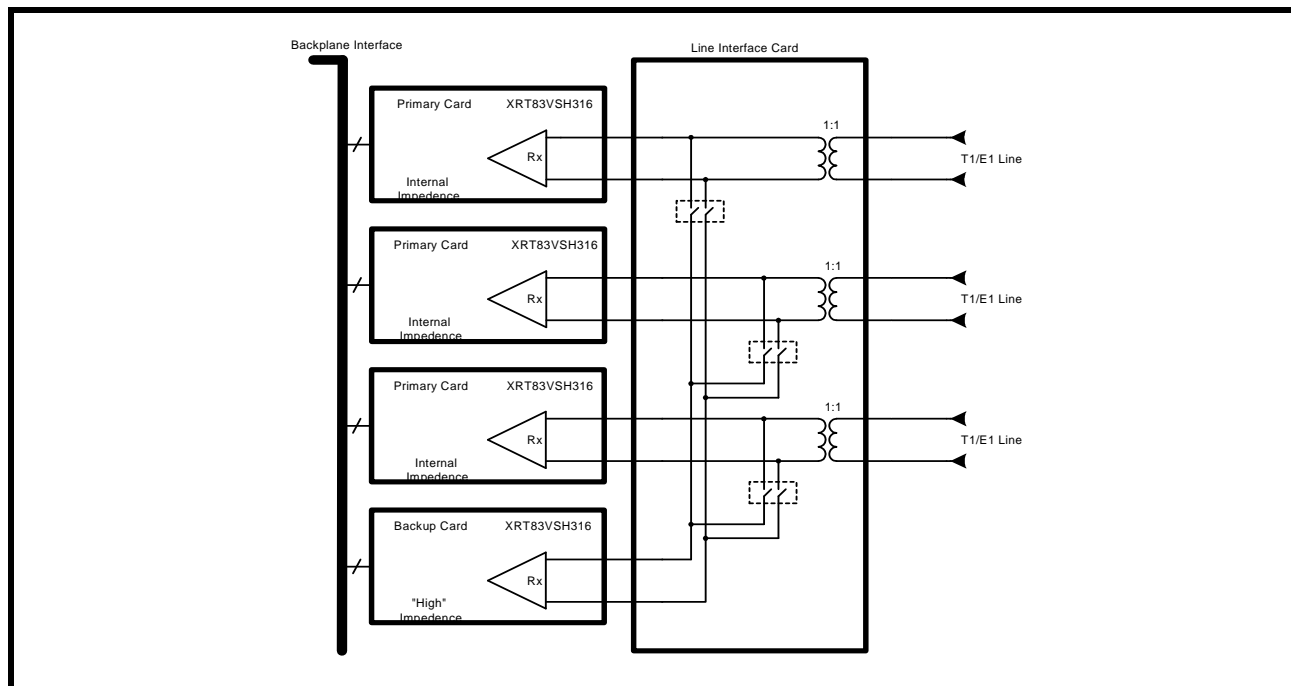 Backplane Interface
Line Interface Card
Primary Card XRT83VSH316
1:1
Rx
T1/E1 Line
Internal
Impedence
Primary Card XRT83VSH316
1:1
Rx
T1/E1 Line
Internal
Impedence
Primary Card XRT83VSH316
1:1
Rx
T1/E1 Line
Internal
Impedence
Backup Card XRT83VSH316
Rx
"High"
Impedence